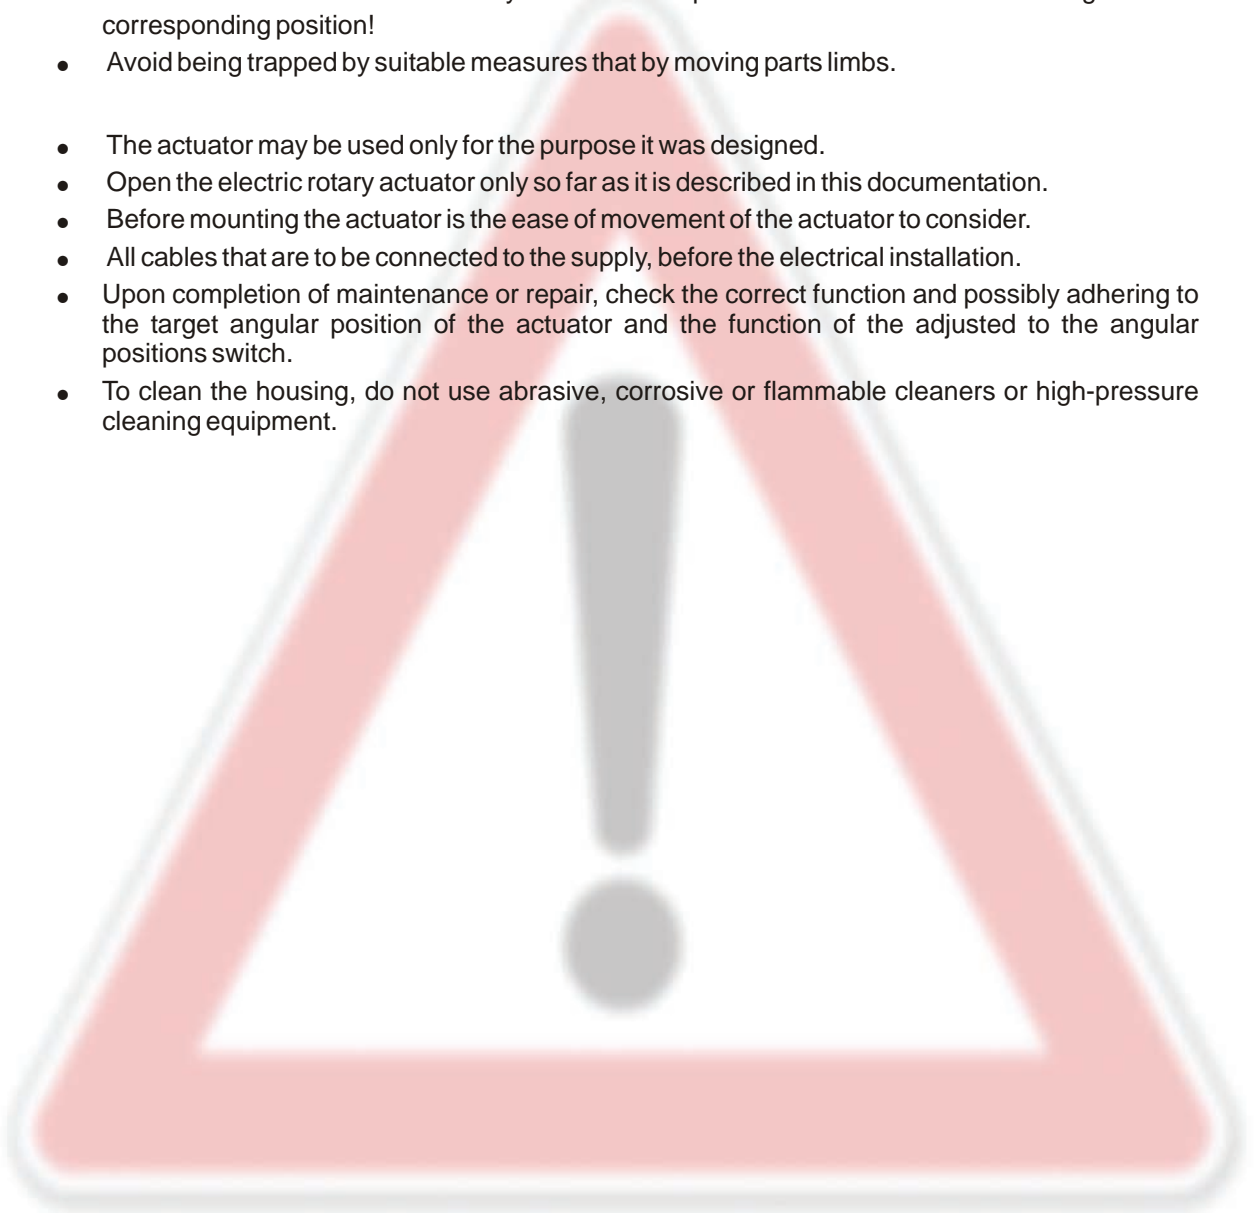 corresponding position!
● Avoid being trapped by suitable measures that by moving parts limbs.
● The actuator may be used only for the purpose it was designed.
● Open the electric rotary actuator only so far as it is described in this documentation.
● Before mounting the actuator is the ease of movement of the actuator to consider.
● All cables that are to be connected to the supply, before the electrical installation.
● Upon completion of maintenance or repair, check the correct function and possibly adhering to
the target angular position of the actuator and the function of the adjusted to the angular
positions switch.
● To clean the housing, do not use abrasive, corrosive or flammable cleaners or high-pressure
cleaning equipment.